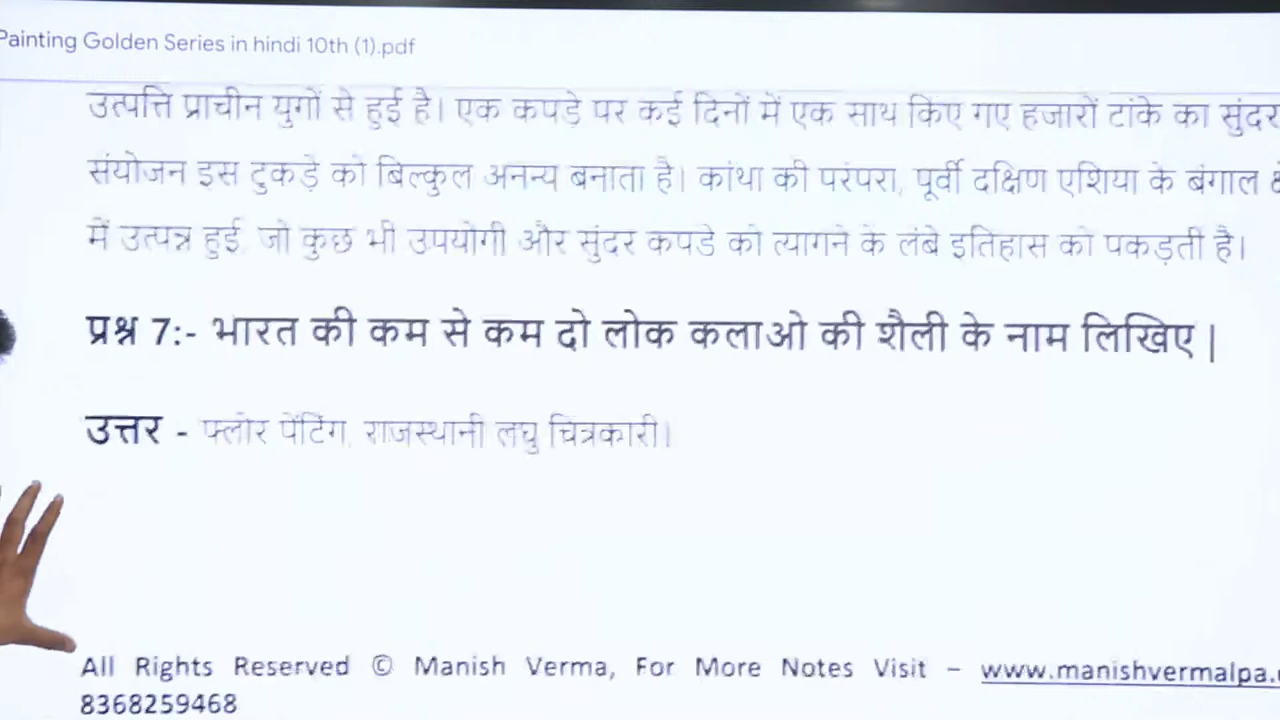 Painting Golden Series in hindi 10th (1).pdf
उत्पत्ति प्राचीन युगों से हुई है। एक कपड़े पर कई दिनों में एक साथ किए गए हजारों टांके का सुंदर
संयोजन इस टुकड़े को बिल्कुल अनन्य बनाता है। कांथा की परंपरा, पूर्वी दक्षिण एशिया के बंगाल
में उत्पन्न हुई, जो कुछ भी उपयोगी और सुंदर कपडे को त्यागने के लंबे इतिहास को पकड़ती है।
प्रश्न 7:- भारत की कम से कम दो लोक कलाओ की शैली के नाम लिखिए |
उत्तर - फ्लोर पेंटिंग, राजस्थानी लघु चित्रकारी।
All Rights Reserved © Manish Verma, For More Notes Visit – www.manishvermalpa.
8368259468